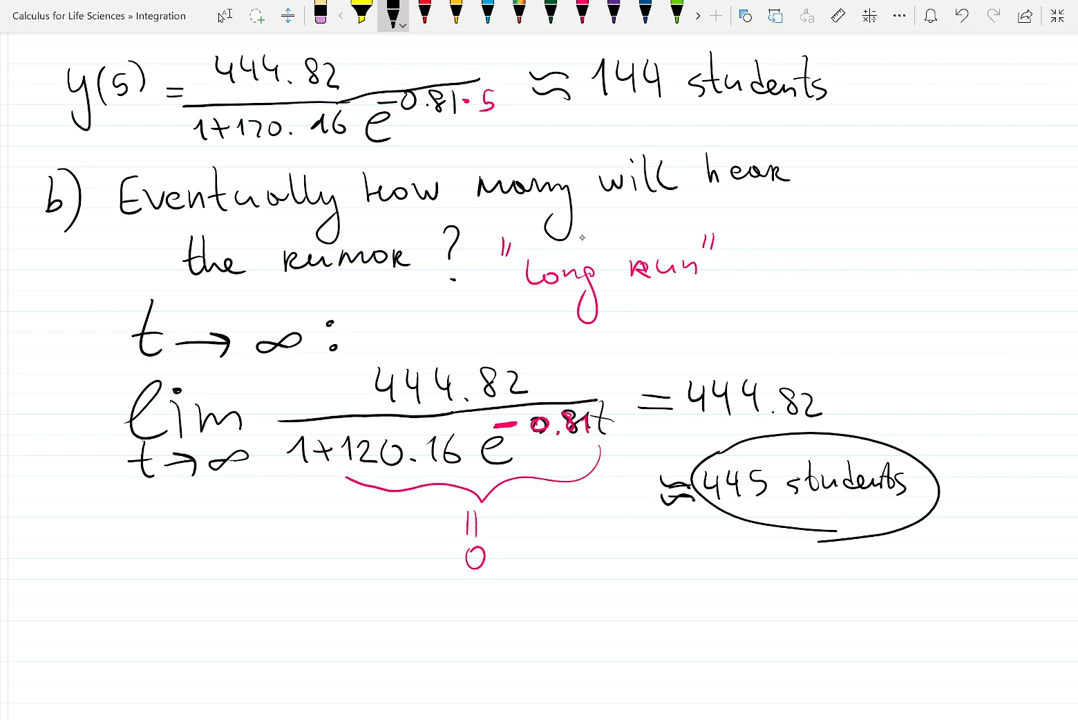 Calculus for Life Sciences » Integration
y(5) = 444.82 / (1+120.16 e^(-0.81·5)) ≈ 144 students
b) Eventually how many will hear
the rumor? "long run"
t → ∞ :
lim t→∞ 444.82 / (1+120.16 e^(-0.81t)) = 444.82
≈ 445 students
=
0